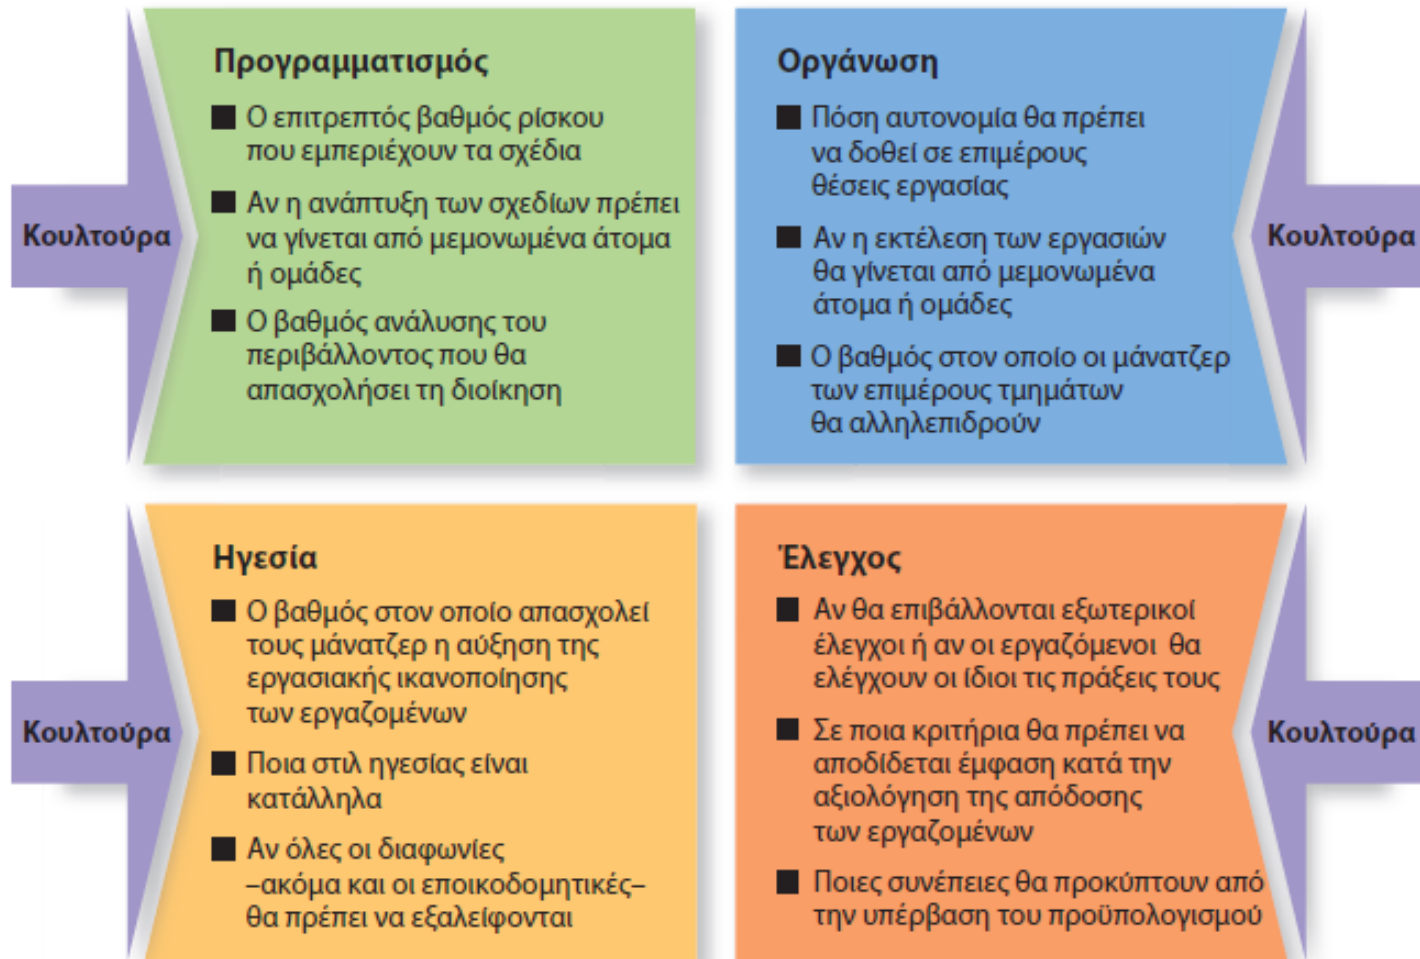 Προγραμματισμός
■ Ο επιτρεπτός βαθμός ρίσκου
που εμπεριέχουν τα σχέδια
■ Αν η ανάπτυξη των σχεδίων πρέπει
να γίνεται από μεμονωμένα άτομα
ή ομάδες
■ Ο βαθμός ανάλυσης του
περιβάλλοντος που θα
απασχολήσει τη διοίκηση
Κουλτούρα
Οργάνωση
■ Πόση αυτονομία θα πρέπει
να δοθεί σε επιμέρους
θέσεις εργασίας
■ Αν η εκτέλεση των εργασιών
θα γίνεται από μεμονωμένα
άτομα ή ομάδες
■ Ο βαθμός στον οποίο οι μάνατζερ
των επιμέρους τμημάτων
θα αλληλεπιδρούν
Κουλτούρα
Ηγεσία
■ Ο βαθμός στον οποίο απασχολεί
τους μάνατζερ η αύξηση της
εργασιακής ικανοποίησης
των εργαζομένων
■ Ποια στιλ ηγεσίας είναι
κατάλληλα
■ Αν όλες οι διαφωνίες
–ακόμα και οι εποικοδομητικές–
θα πρέπει να εξαλείφονται
Κουλτούρα
Έλεγχος
■ Αν θα επιβάλλονται εξωτερικοί
έλεγχοι ή αν οι εργαζόμενοι θα
ελέγχουν οι ίδιοι τις πράξεις τους
■ Σε ποια κριτήρια θα πρέπει να
αποδίδεται έμφαση κατά την
αξιολόγηση της απόδοσης
των εργαζομένων
■ Ποιες συνέπειες θα προκύπτουν από
την υπέρβαση του προϋπολογισμού
Κουλτούρα